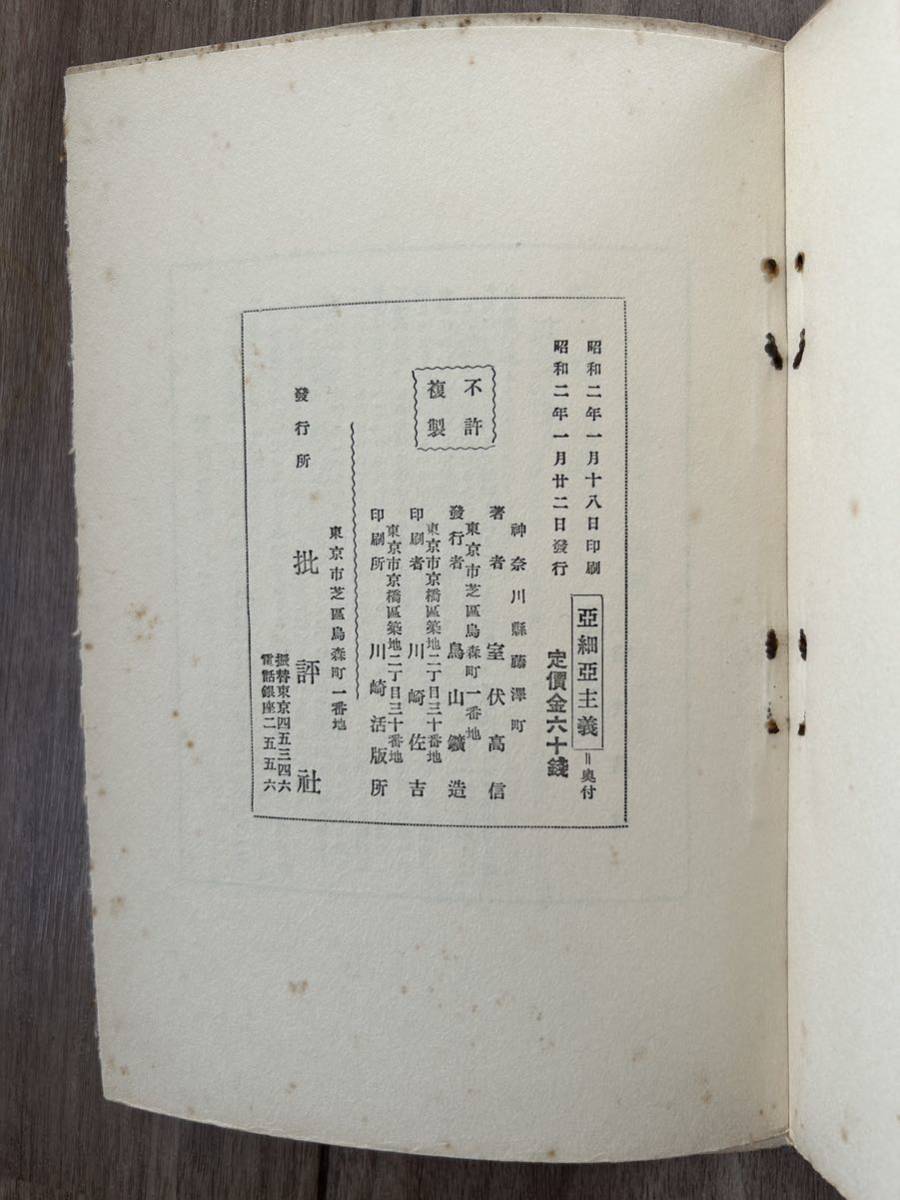 昭和二年一月十八日印刷
昭和二年一月廿二日發行
亞細亞主義=奧付
定價金六十錢
不許
複製
神奈川縣藤澤町
著者 室伏高信
東京市芝區烏森町一番地
發行者 鳥山鑛造
東京市京橋區築地二丁目三十番地
印刷者 川崎佐吉
東京市京橋區築地二丁目三十番地
印刷所 川崎活版所
東京市芝區烏森町一番地
發行所 批評社
振替東京四五三四六
電話銀座二五五六